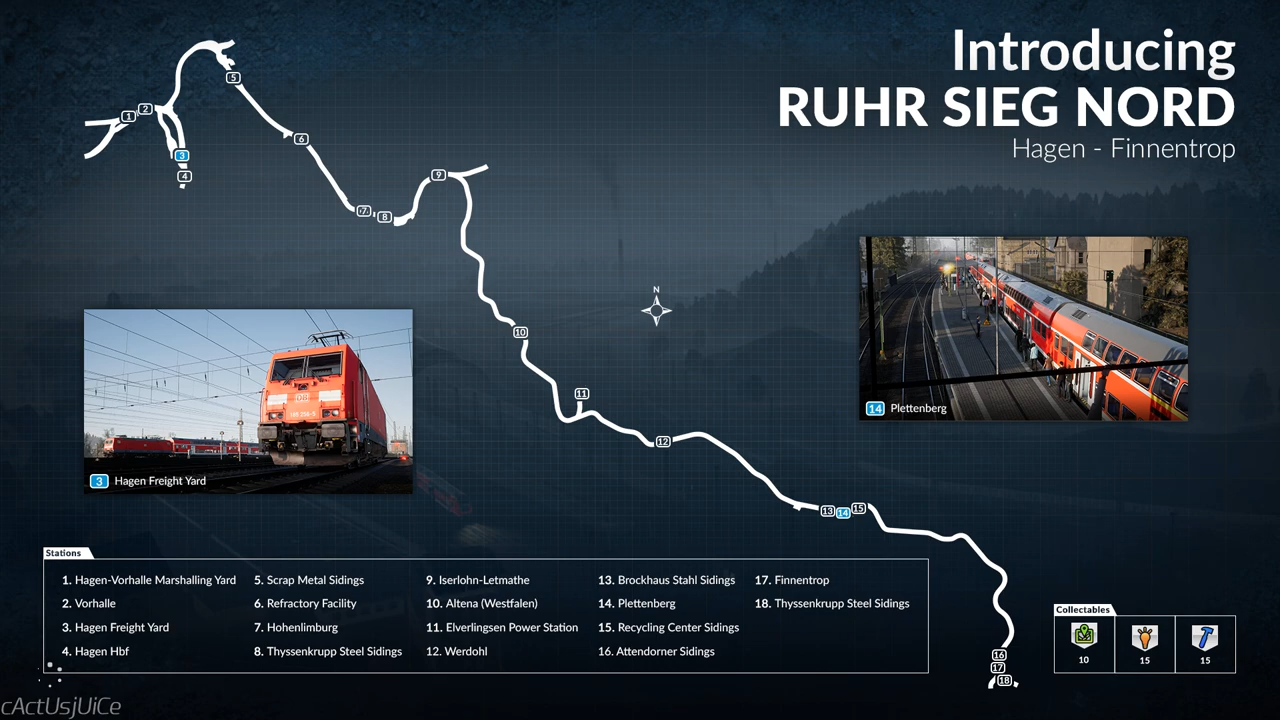 Introducing
RUHR SIEG NORD
Hagen - Finnentrop
5
1 2
6
3
4
9
7 8
N
10
11
14 Plettenberg
12
DB
3 Hagen Freight Yard
13 14 15
Stations
1. Hagen-Vorhalle Marshalling Yard
2. Vorhalle
3. Hagen Freight Yard
4. Hagen Hbf
5. Scrap Metal Sidings
6. Refractory Facility
7. Hohenlimburg
8. Thyssenkrupp Steel Sidings
9. Iserlohn-Letmathe
10. Altena (Westfalen)
11. Elverlingsen Power Station
12. Werdohl
13. Brockhaus Stahl Sidings
14. Plettenberg
15. Recycling Center Sidings
16. Attendorner Sidings
17. Finnentrop
18. Thyssenkrupp Steel Sidings
16
17
18
Collectables
10 15 15
cActUsjUiCe